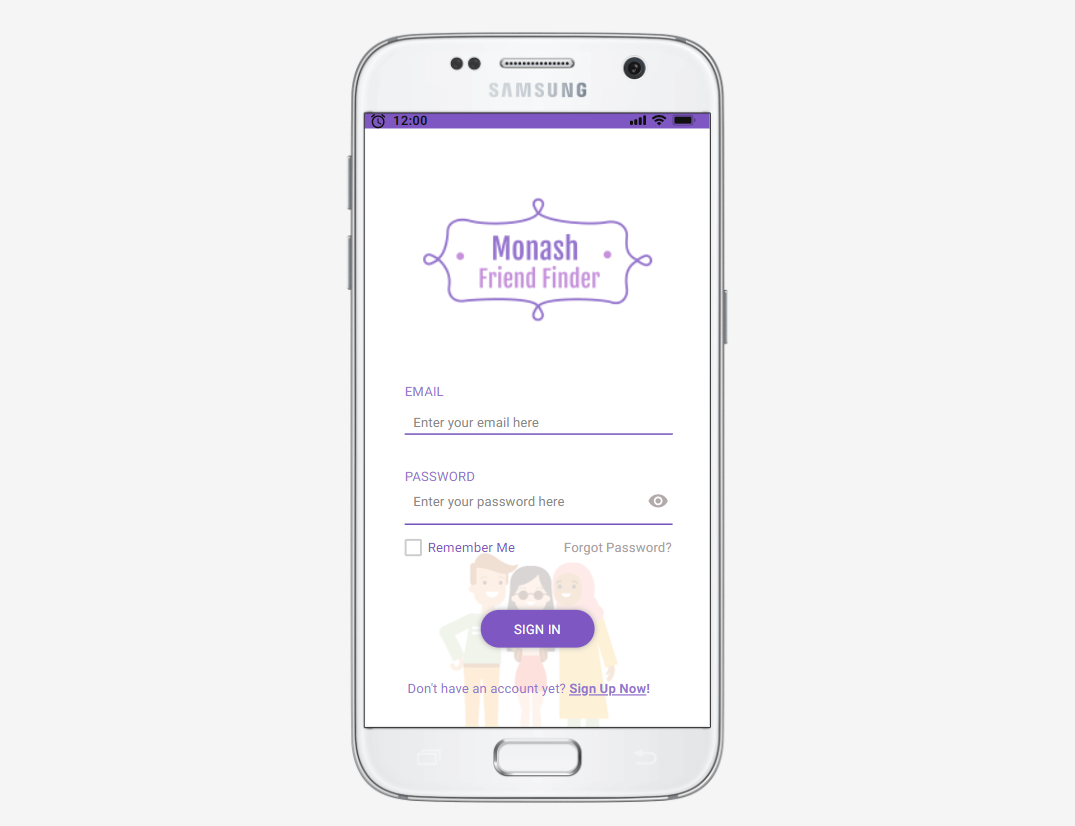 SAMSUNG
12:00
Monash
Friend Finder
EMAIL
Enter your email here
PASSWORD
Enter your password here
Remember Me Forgot Password?
SIGN IN
Don't have an account yet? Sign Up Now!